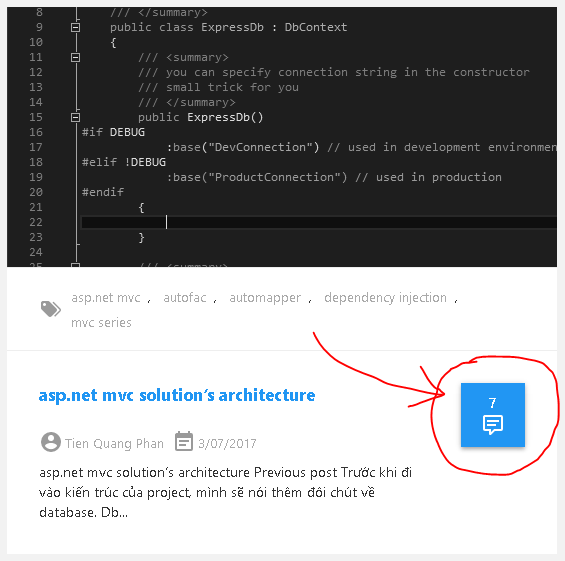 8 /// </summary>
9 public class ExpressDb : DbContext
10 {
11 /// <summary>
12 /// you can specify connection string in the constructor
13 /// small trick for you
14 /// </summary>
15 public ExpressDb()
16 #if DEBUG
17 :base("DevConnection") // used in development environmen
18 #elif !DEBUG
19 :base("ProductConnection") // used in production
20 #endif
21 {
22
23 }
24
25 /// <summary>
asp.net mvc , autofac , automapper , dependency injection ,
mvc series
asp.net mvc solution's architecture
7
Tien Quang Phan 3/07/2017
asp.net mvc solution's architecture Previous post Trước khi đi
vào kiến trúc của project, mình sẽ nói thêm đôi chút về
database. Db...